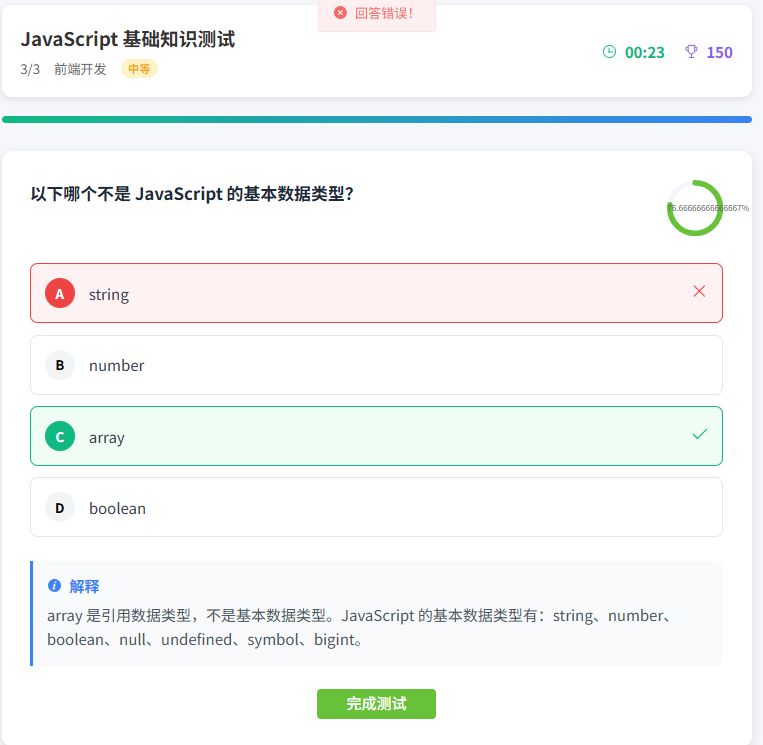 回答错误！
JavaScript 基础知识测试
3/3 前端开发 中等
00:23 150
以下哪个不是 JavaScript 的基本数据类型？
76.66666666666667%
A string
B number
C array
D boolean
解释
array 是引用数据类型，不是基本数据类型。JavaScript 的基本数据类型有：string、number、
boolean、null、undefined、symbol、bigint。
完成测试